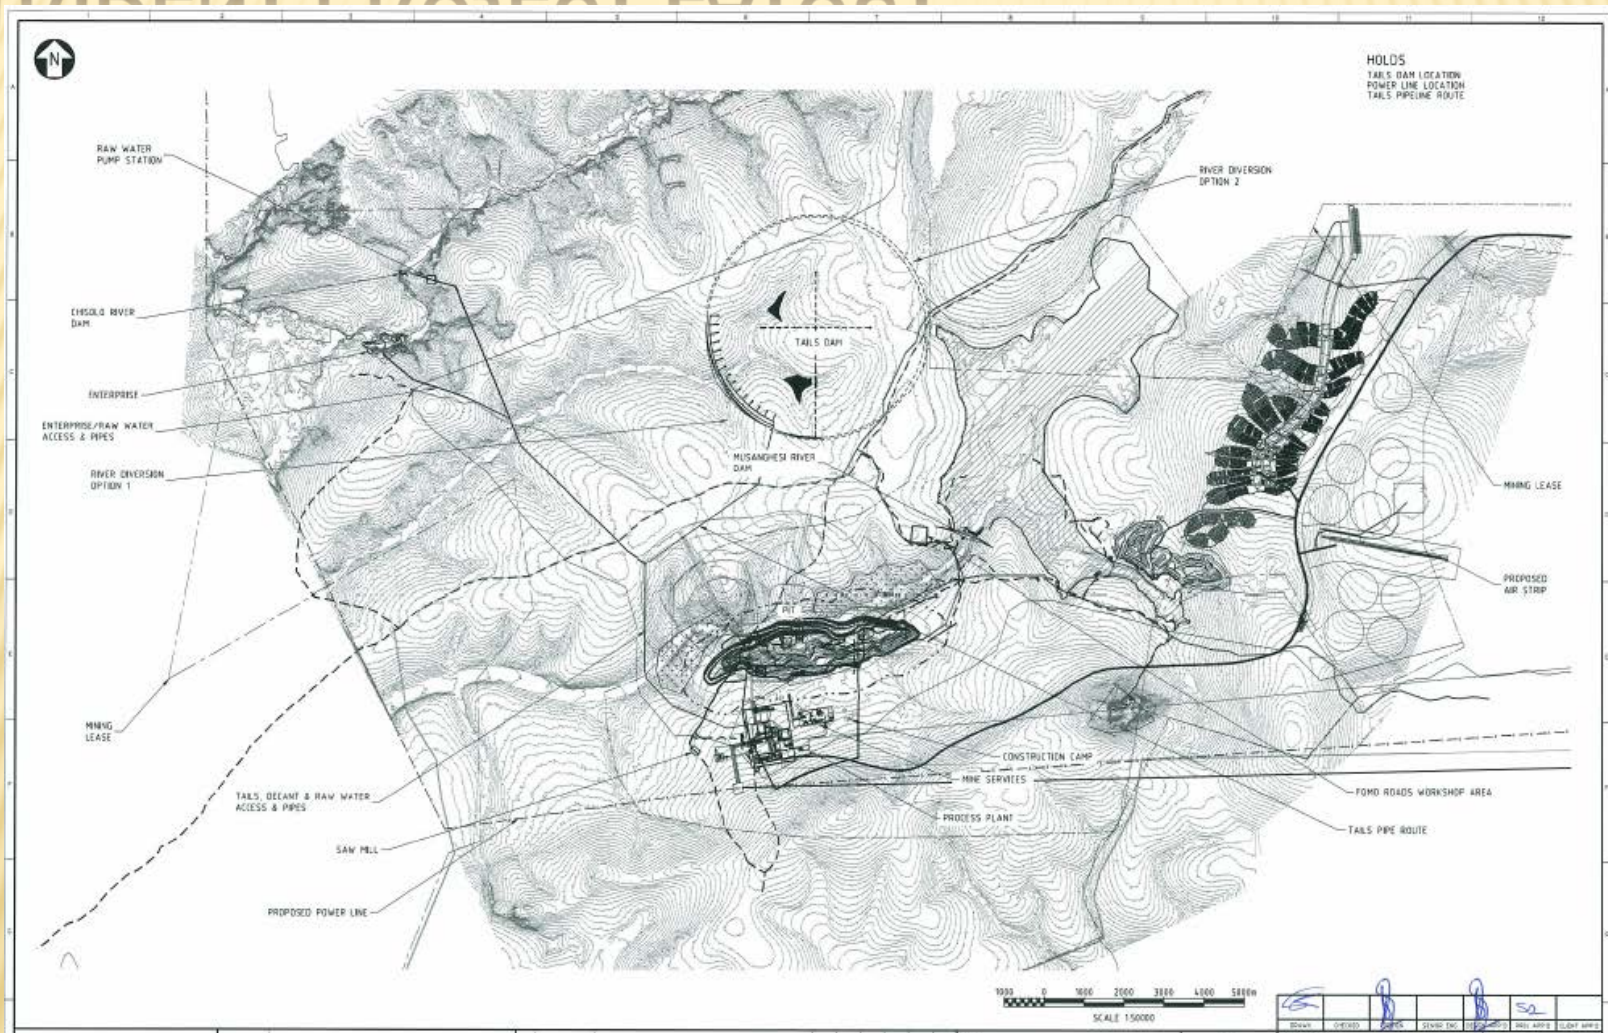 N
HOLDS
TAILS DAM LOCATION
POWER LINE LOCATION
TAILS PIPELINE ROUTE
RAW WATER
PUMP STATION
RIVER DIVERSION
OPTION 2
CHISOLO RIVER
DAM
TAILS DAM
ENTERPRISE
ENTERPRISE/RAW WATER
ACCESS & PIPES
MUSANGHESI RIVER
DAM
RIVER DIVERSION
OPTION 1
MINING LEASE
PROPOSED
AIR STRIP
PIT
MINING
LEASE
CONSTRUCTION CAMP
MINE SERVICES
TAILS, DECANT & RAW WATER
ACCESS & PIPES
FOMO ROADS WORKSHOP AREA
PROCESS PLANT
TAILS PIPE ROUTE
SAW MILL
PROPOSED POWER LINE
1000 0 1000 2000 3000 4000 5000m
SCALE 1:50000
DRAWN CHECKED